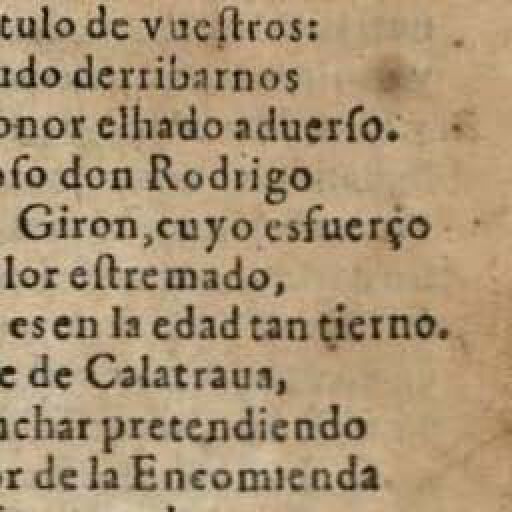 tulo de vueſtros:
udo derribarnos
onor elhado aduerſo.
oſo don Rodrigo
Giron,cuyo esfuerço
lor eſtremado,
es en la edad tan tierno.
e de Calatraua,
nchar pretendiendo
or de la Encomienda